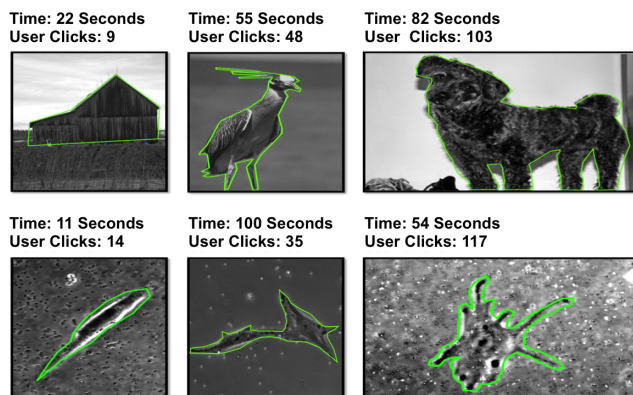 Time: 22 Seconds
User Clicks: 9
Time: 55 Seconds
User Clicks: 48
Time: 82 Seconds
User Clicks: 103
Time: 11 Seconds
User Clicks: 14
Time: 100 Seconds
User Clicks: 35
Time: 54 Seconds
User Clicks: 117